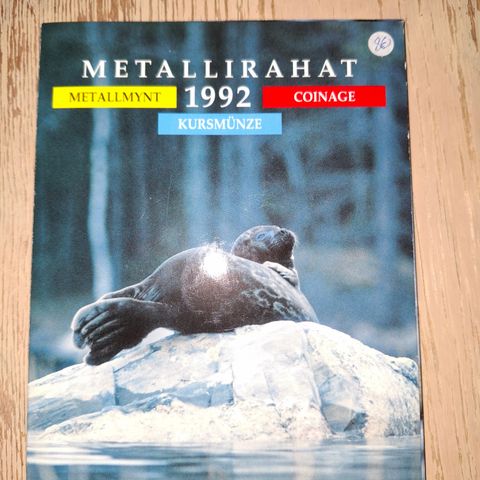 METALLIRAHAT
METALLMYNT 1992 COINAGE
KURSMÜNZE